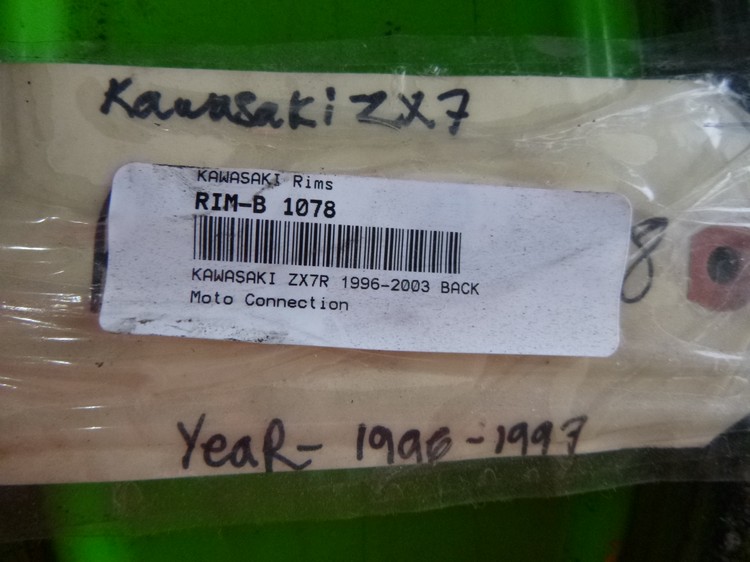 Kawasaki ZX7
KAWASAKI Rims
RIM-B 1078
KAWASAKI ZX7R 1996-2003 BACK
Moto Connection
8
YeaR- 1996-1997